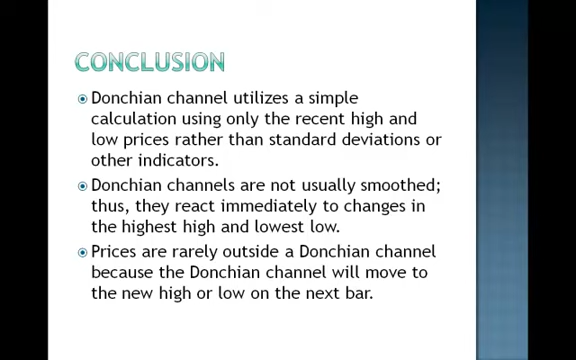 CONCLUSION
Donchian channel utilizes a simple
calculation using only the recent high and
low prices rather than standard deviations or
other indicators.
Donchian channels are not usually smoothed;
thus, they react immediately to changes in
the highest high and lowest low.
Prices are rarely outside a Donchian channel
because the Donchian channel will move to
the new high or low on the next bar.